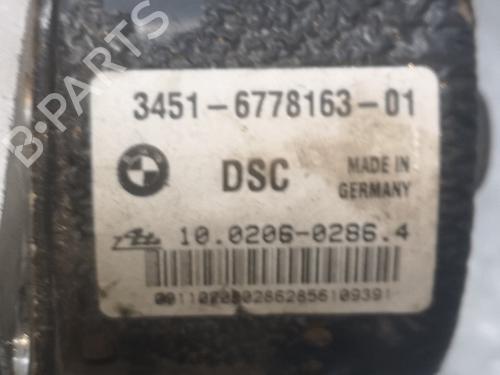 B-PARTS
3451-6778163-01
DSC
MADE IN
GERMANY
10.0206-0286.4